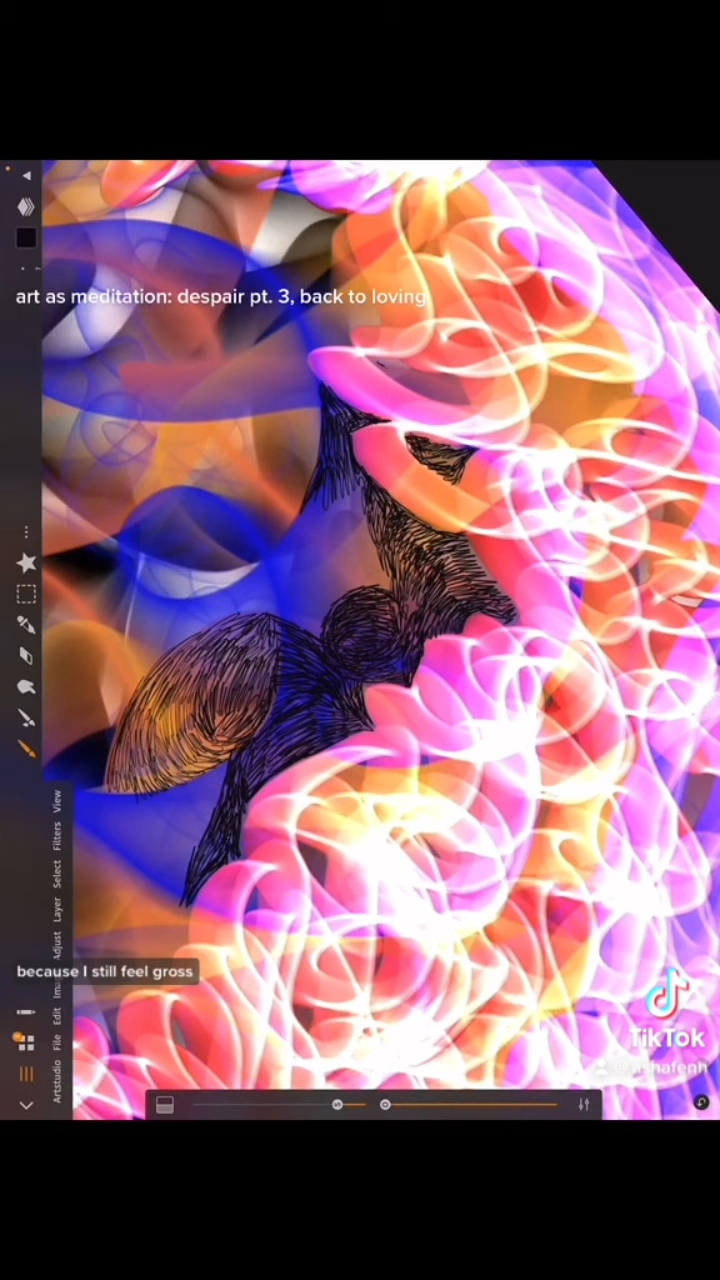 art as meditation: despair pt. 3, back to loving
View
Filters
Select
Layer
Adjust
Edit
File
Artstudio
because I still feel gross
TikTok